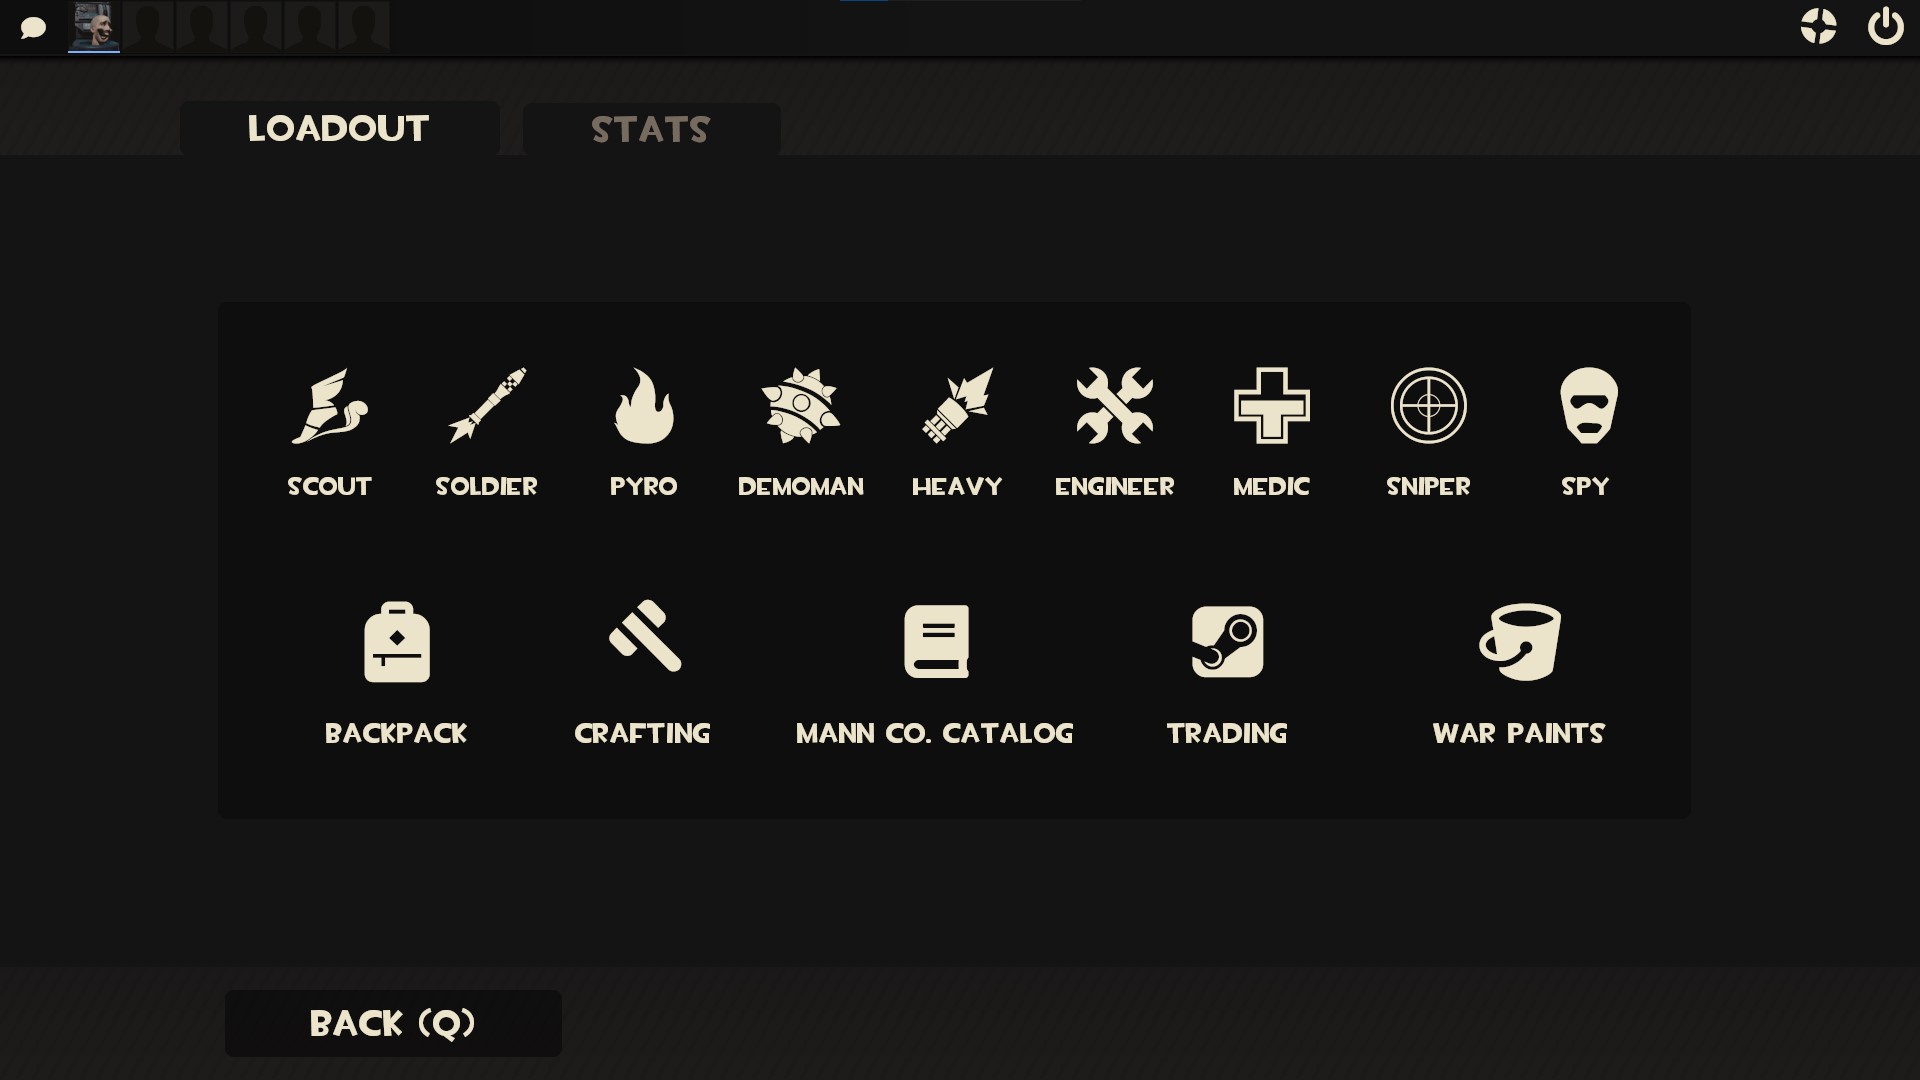 LOADOUT
STATS
SCOUT
SOLDIER
PYRO
DEMOMAN
HEAVY
ENGINEER
MEDIC
SNIPER
SPY
BACKPACK
CRAFTING
MANN CO. CATALOG
TRADING
WAR PAINTS
BACK (Q)